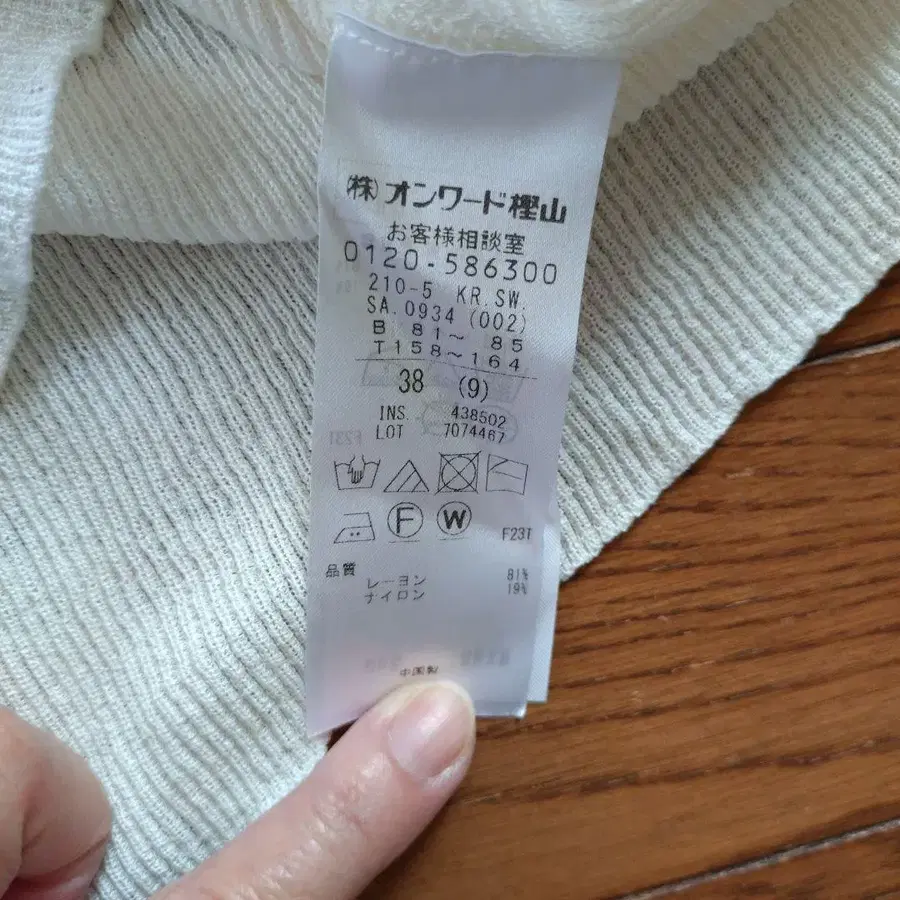 ㈱オンワード樫山
お客様相談室
0120-586300
210-5 KR.SW.
SA.0934 (002)
B 81～ 85
T158～164
38 (9)
INS. 438502
LOT 7074467
F W
F23T
品質
レーヨン 81%
ナイロン 19%
中国製